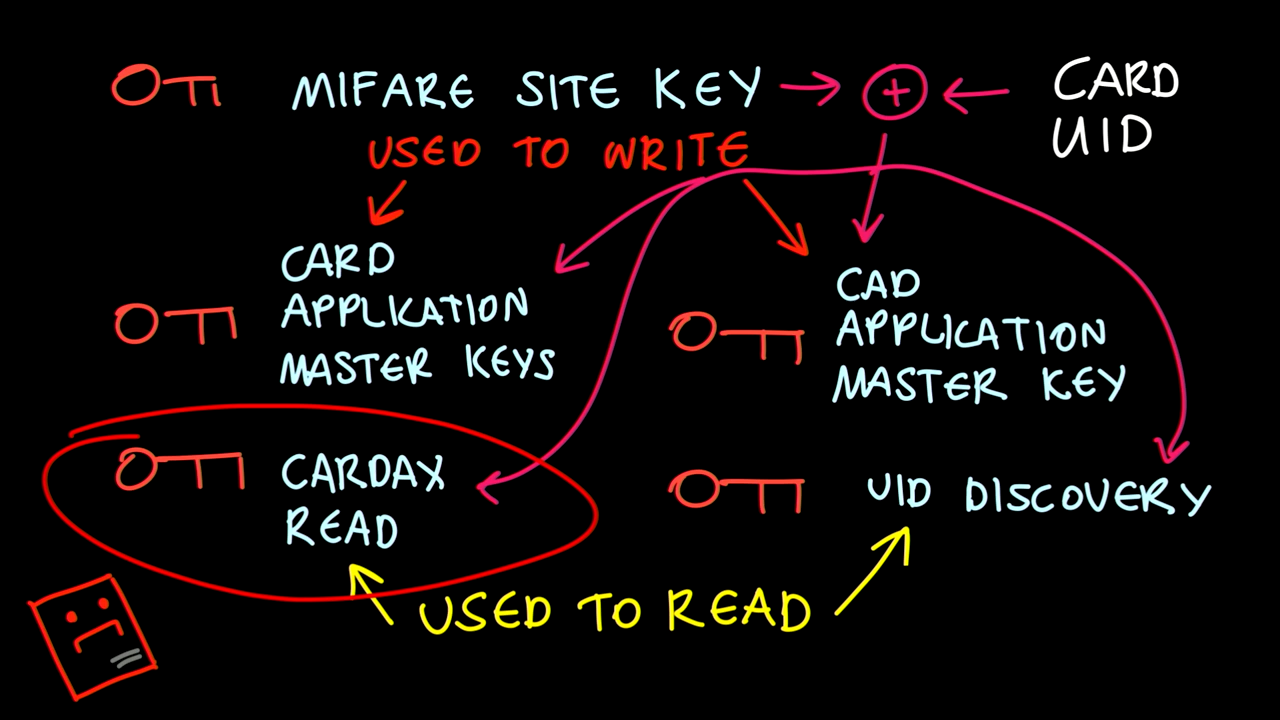 MIFARE SITE KEY
+
CARD
UID
USED TO WRITE
CARD
APPLICATION
MASTER KEYS
CAD
APPLICATION
MASTER KEY
CARDAX
READ
UID DISCOVERY
USED TO READ